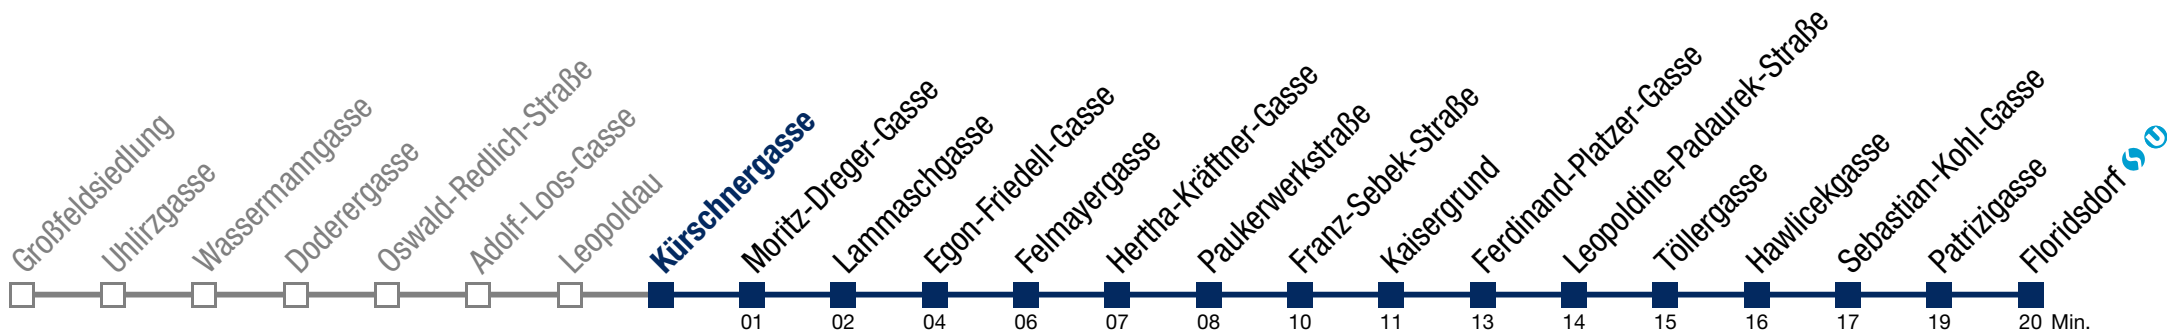 Großfeldsiedlung
Uhlirzgasse
Wassermanngasse
Doderergasse
Oswald-Redlich-Straße
Adolf-Loos-Gasse
Leopoldau
Kürschnergasse
Moritz-Dreger-Gasse
Lammaschgasse
Egon-Friedell-Gasse
Felmayergasse
Hertha-Kräftner-Gasse
Paukerwerkstraße
Franz-Sebek-Straße
Kaisergrund
Ferdinand-Platzer-Gasse
Leopoldine-Padaurek-Straße
Töllergasse
Hawlicekgasse
Sebastian-Kohl-Gasse
Patrizigasse
Floridsdorf S U
01 02 04 06 07 08 10 11 13 14 15 16 17 19 20 Min.